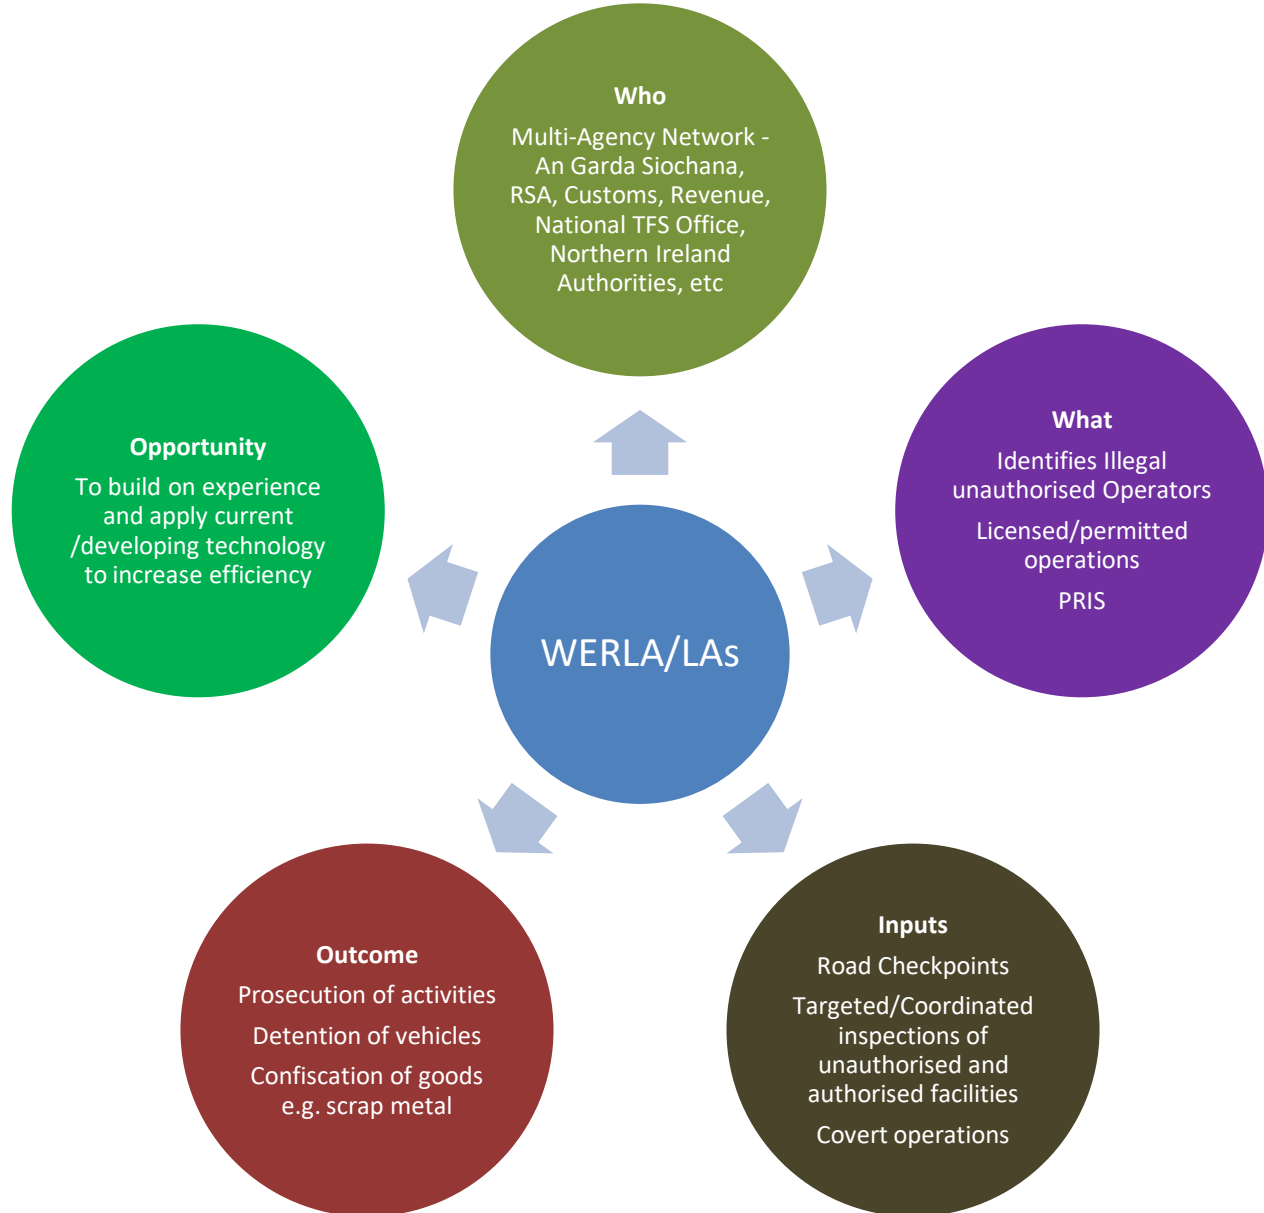 Who
Multi-Agency Network -
An Garda Siochana,
RSA, Customs, Revenue,
National TFS Office,
Northern Ireland
Authorities, etc
Opportunity
To build on experience
and apply current
/developing technology
to increase efficiency
What
Identifies Illegal
unauthorised Operators
Licensed/permitted
operations
PRIS
WERLA/LAs
Outcome
Prosecution of activities
Detention of vehicles
Confiscation of goods
e.g. scrap metal
Inputs
Road Checkpoints
Targeted/Coordinated
inspections of
unauthorised and
authorised facilities
Covert operations